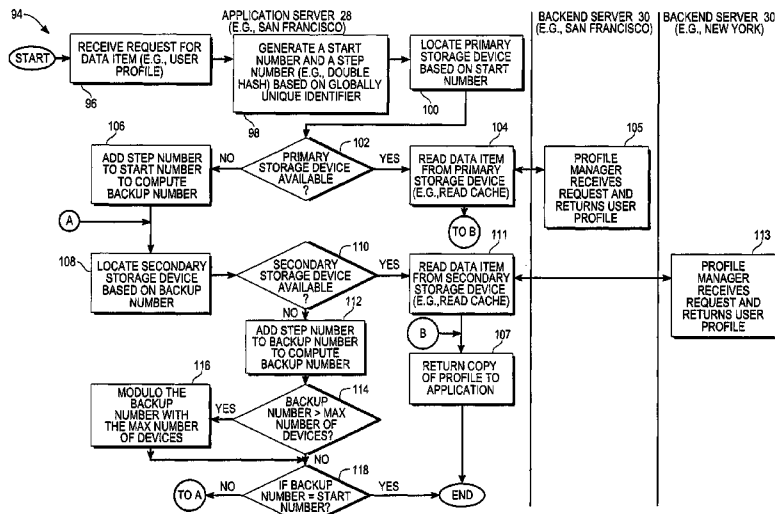 94
APPLICATION SERVER 28
(E.G., SAN FRANCISCO)
BACKEND SERVER 30
(E.G., SAN FRANCISCO)
BACKEND SERVER 30
(E.G., NEW YORK)
START
RECEIVE REQUEST FOR
DATA ITEM (E.G., USER
PROFILE)
96
GENERATE A START
NUMBER AND A STEP
NUMBER (E.G., DOUBLE
HASH) BASED ON GLOBALLY
UNIQUE IDENTIFIER
98
LOCATE PRIMARY
STORAGE DEVICE
BASED ON START
NUMBER
100
106
ADD STEP NUMBER
TO START NUMBER
TO COMPUTE
BACKUP NUMBER
NO
102
PRIMARY
STORAGE DEVICE
AVAILABLE
?
YES
104
READ DATA ITEM
FROM PRIMARY
STORAGE DEVICE
(E.G., READ CACHE)
105
PROFILE
MANAGER
RECEIVES
REQUEST AND
RETURNS USER
PROFILE
A
TO B
108
LOCATE SECONDARY
STORAGE DEVICE
BASED ON BACKUP
NUMBER
110
SECONDARY
STORAGE DEVICE
AVAILABLE
?
YES
NO
111
READ DATA ITEM
FROM SECONDARY
STORAGE DEVICE
(E.G.,READ CACHE)
113
PROFILE
MANAGER
RECEIVES
REQUEST AND
RETURNS USER
PROFILE
112
ADD STEP NUMBER
TO BACKUP NUMBER
TO COMPUTE
BACKUP NUMBER
B
107
RETURN COPY
OF PROFILE TO
APPLICATION
116
MODULO THE
BACKUP
NUMBER WITH
THE MAX NUMBER
OF DEVICES
YES
114
BACKUP
NUMBER > MAX
NUMBER OF
DEVICES?
NO
118
TO A
NO
IF BACKUP
NUMBER = START
NUMBER?
YES
END